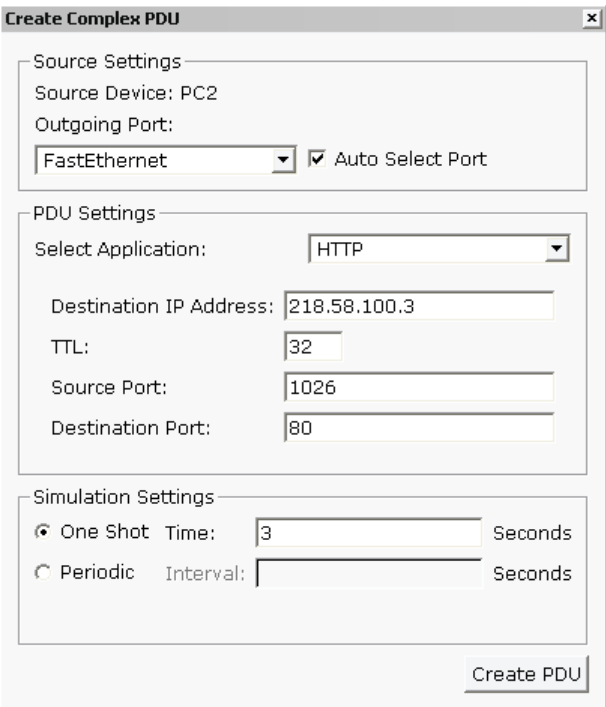 Create Complex PDU
Source Settings
Source Device: PC2
Outgoing Port:
FastEthernet Auto Select Port
PDU Settings
Select Application: HTTP
Destination IP Address: 218.58.100.3
TTL: 32
Source Port: 1026
Destination Port: 80
Simulation Settings
One Shot Time: 3 Seconds
Periodic Interval: Seconds
Create PDU